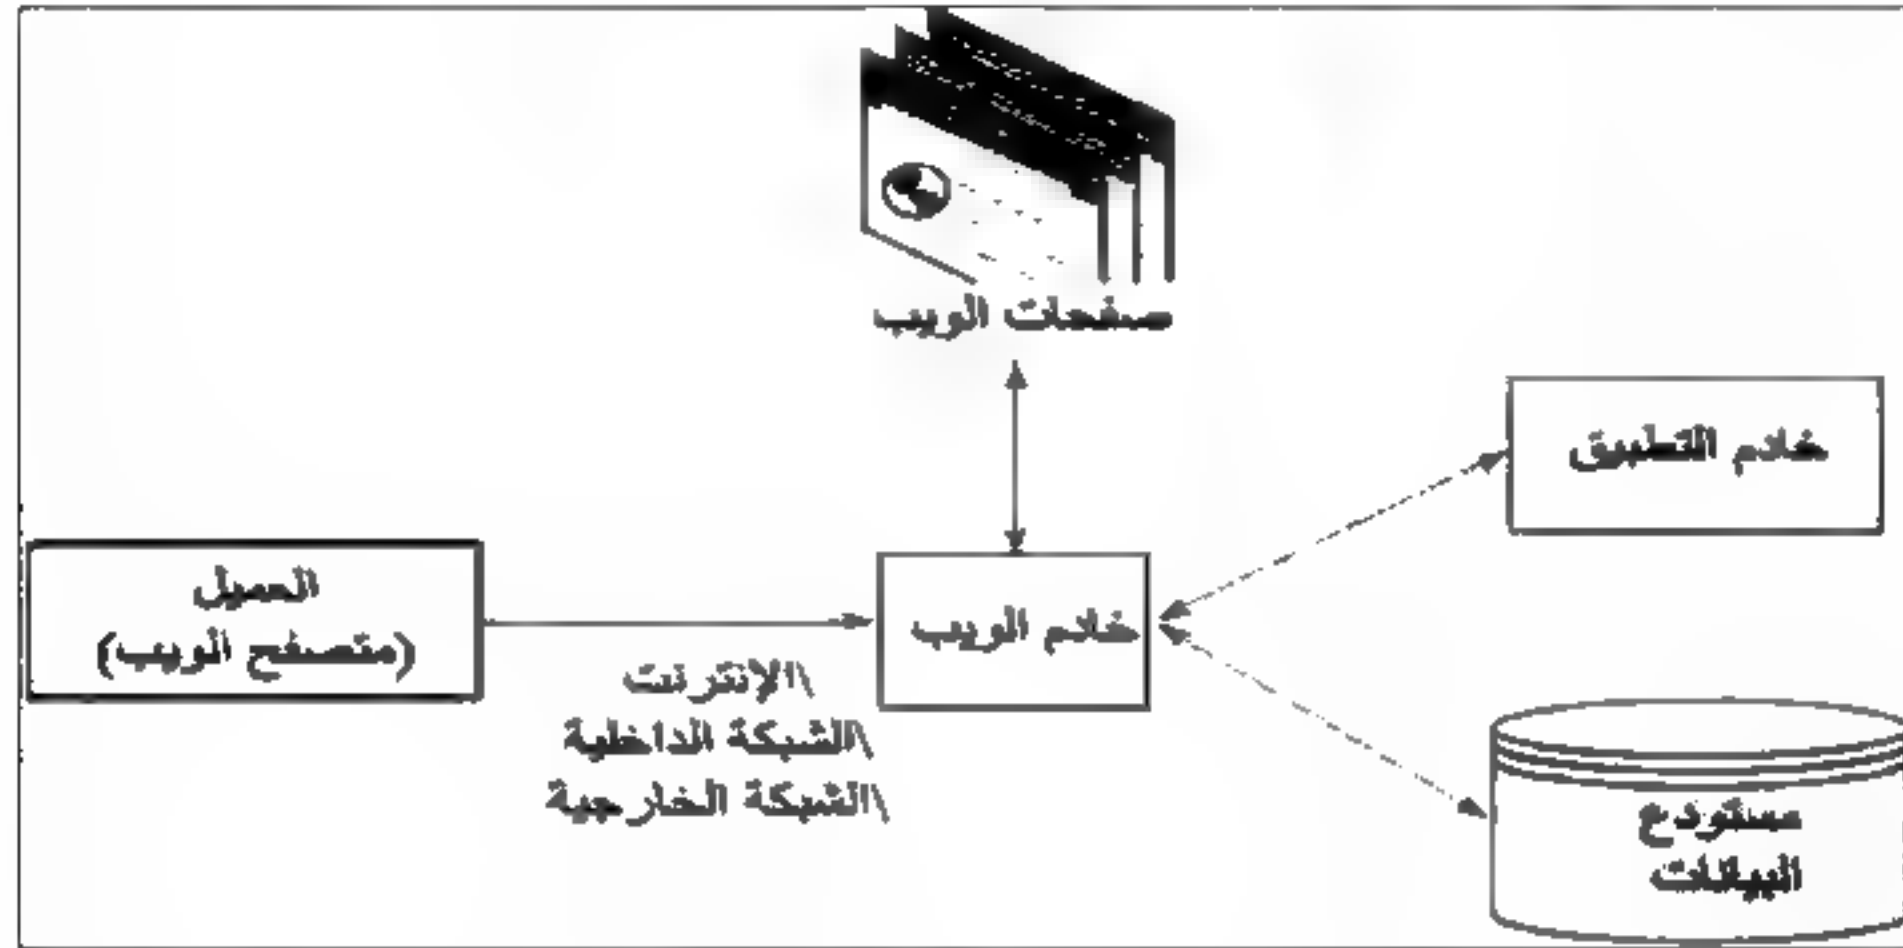 صفحات الويب
خادم التطبيق
العميل
(متصفح الويب)
خادم الويب
\الإنترنت
\الشبكة الداخلية
\الشبكة الخارجية
مستودع
البيانات